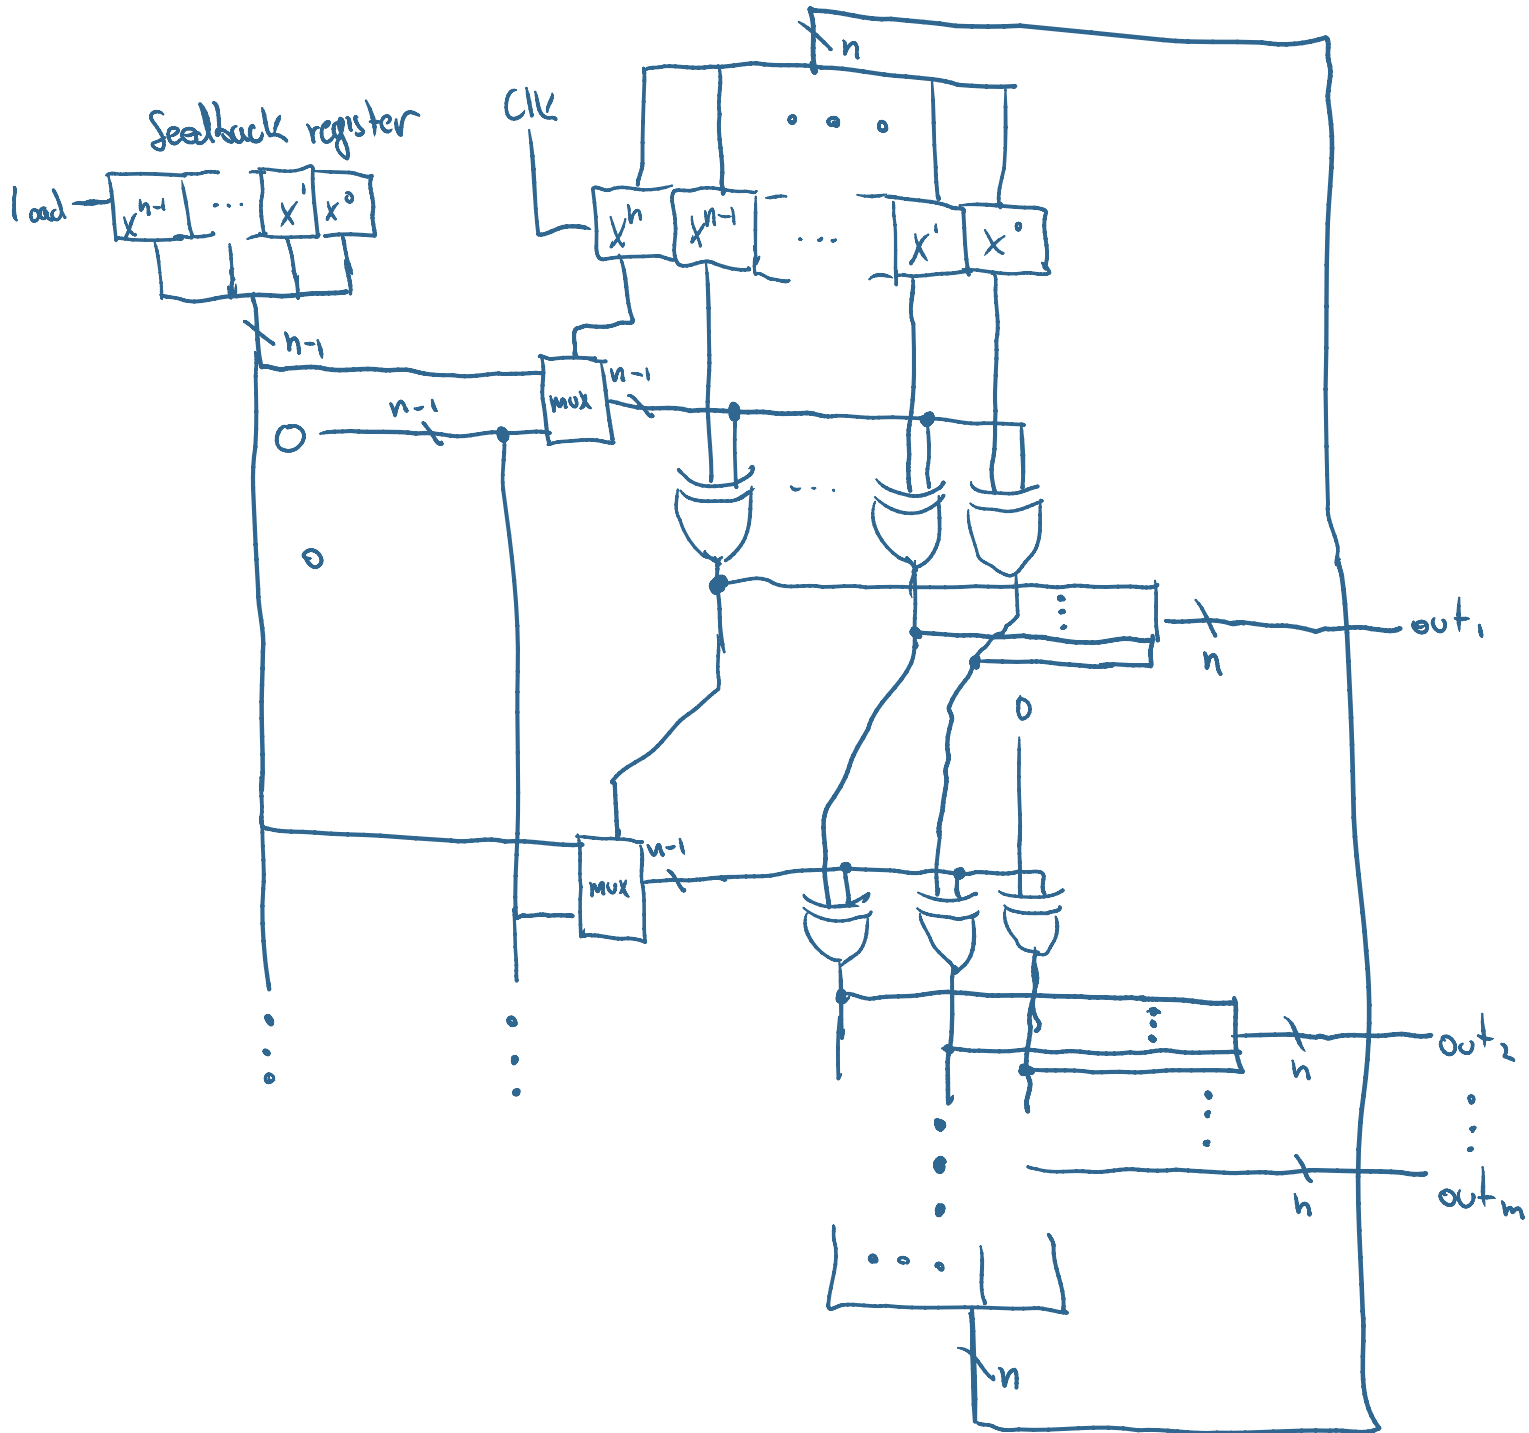 n
Clk
feedback register
load
x^{n-1} ... x^1 x^0
x^n x^{n-1} ... x^1 x^0
n-1
mux
n-1
n-1
0
...
0
out_1
n
0
mux
n-1
out_2
n
out_m
n
...
n